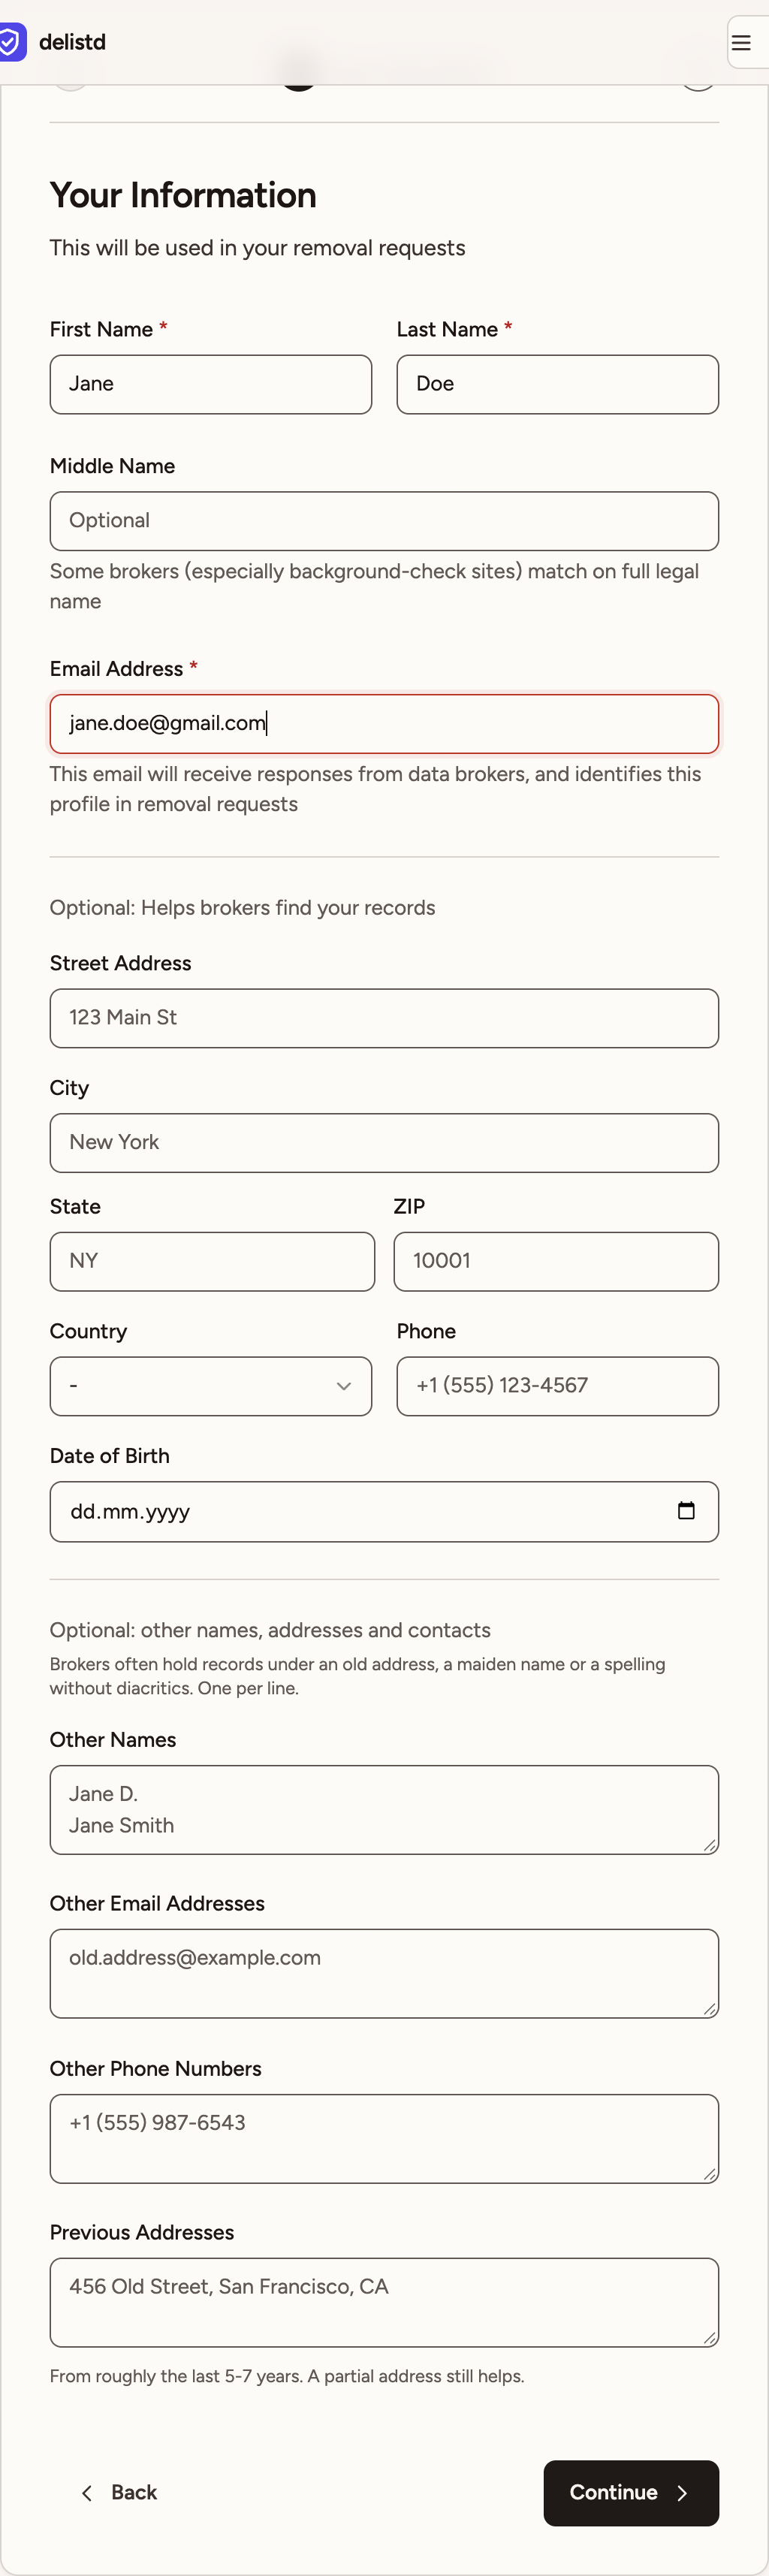 delistd
Your Information
This will be used in your removal requests
First Name *
Last Name *
Jane
Doe
Middle Name
Optional
Some brokers (especially background-check sites) match on full legal
name
Email Address *
jane.doe@gmail.com
This email will receive responses from data brokers, and identifies this
profile in removal requests
Optional: Helps brokers find your records
Street Address
123 Main St
City
New York
State
ZIP
NY
10001
Country
Phone
-
+1 (555) 123-4567
Date of Birth
dd.mm.yyyy
Optional: other names, addresses and contacts
Brokers often hold records under an old address, a maiden name or a spelling
without diacritics. One per line.
Other Names
Jane D.
Jane Smith
Other Email Addresses
old.address@example.com
Other Phone Numbers
+1 (555) 987-6543
Previous Addresses
456 Old Street, San Francisco, CA
From roughly the last 5-7 years. A partial address still helps.
Back
Continue